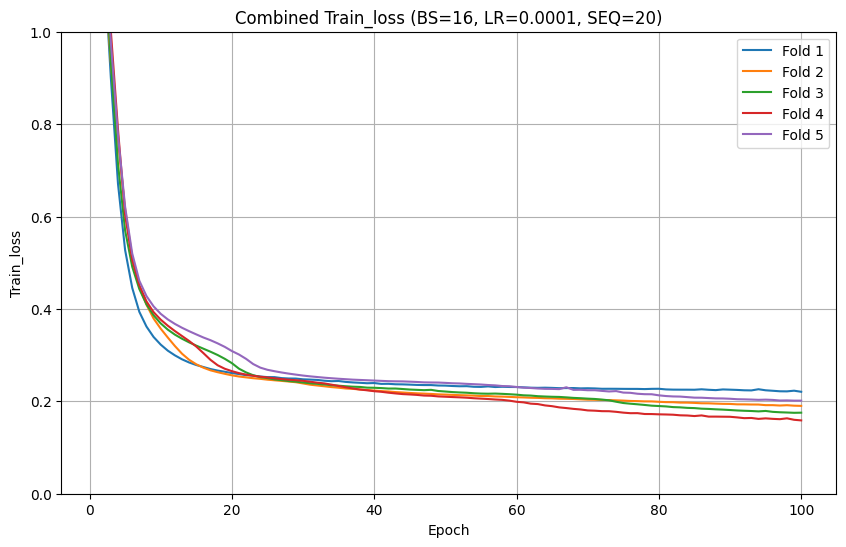 Combined Train_loss (BS=16, LR=0.0001, SEQ=20)
Fold 1
Fold 2
Fold 3
Fold 4
Fold 5
Train_loss
1.0
0.8
0.6
0.4
0.2
0.0
0
20
40
60
80
100
Epoch